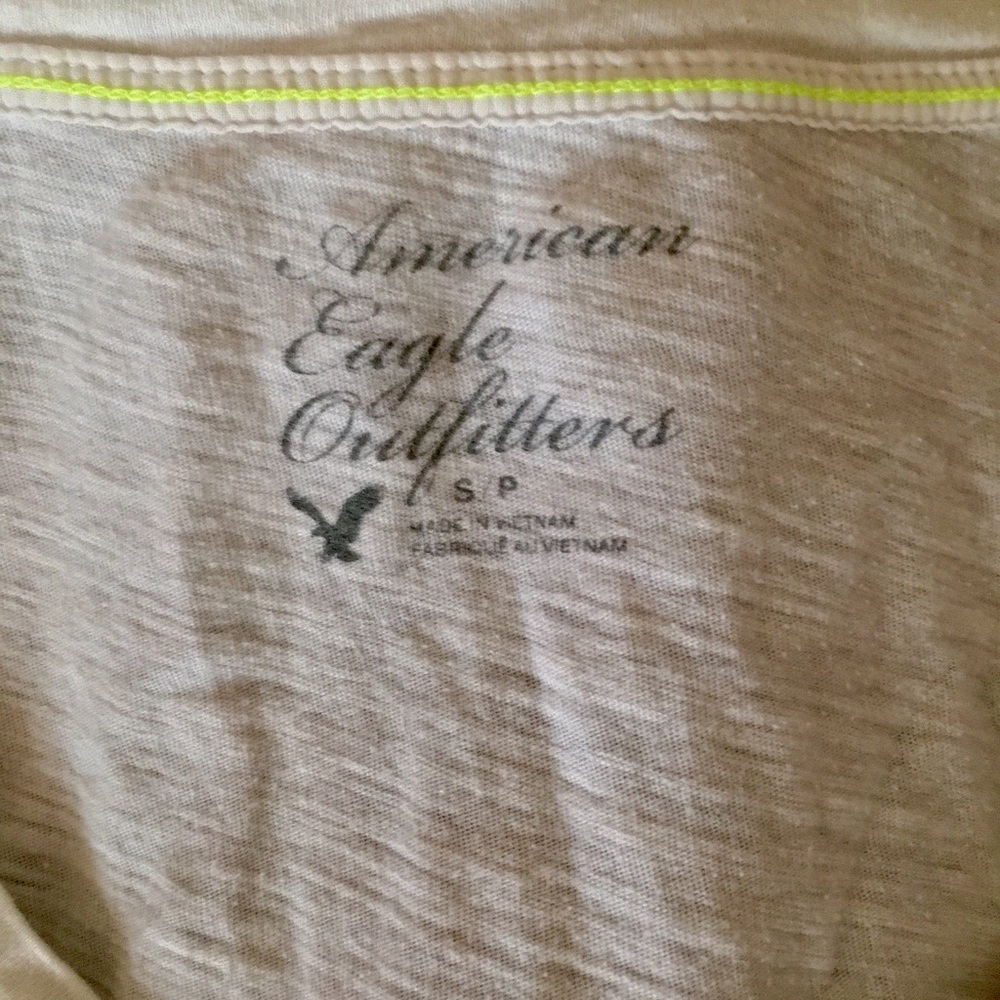 American
Eagle
Outfitters
S P
MADE IN VIETNAM
FABRIQUÉ AU VIETNAM